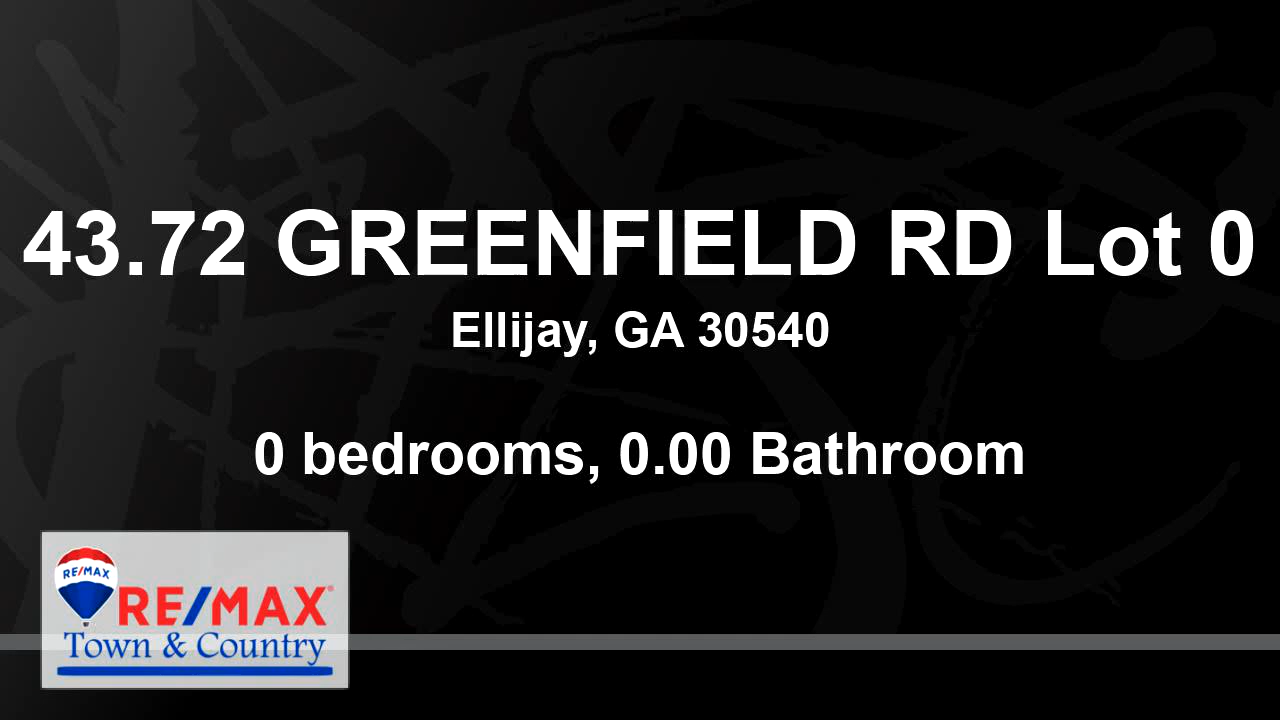 43.72 GREENFIELD RD Lot 0
Ellijay, GA 30540
0 bedrooms, 0.00 Bathroom
RE/MAX
RE/MAX®
Town & Country